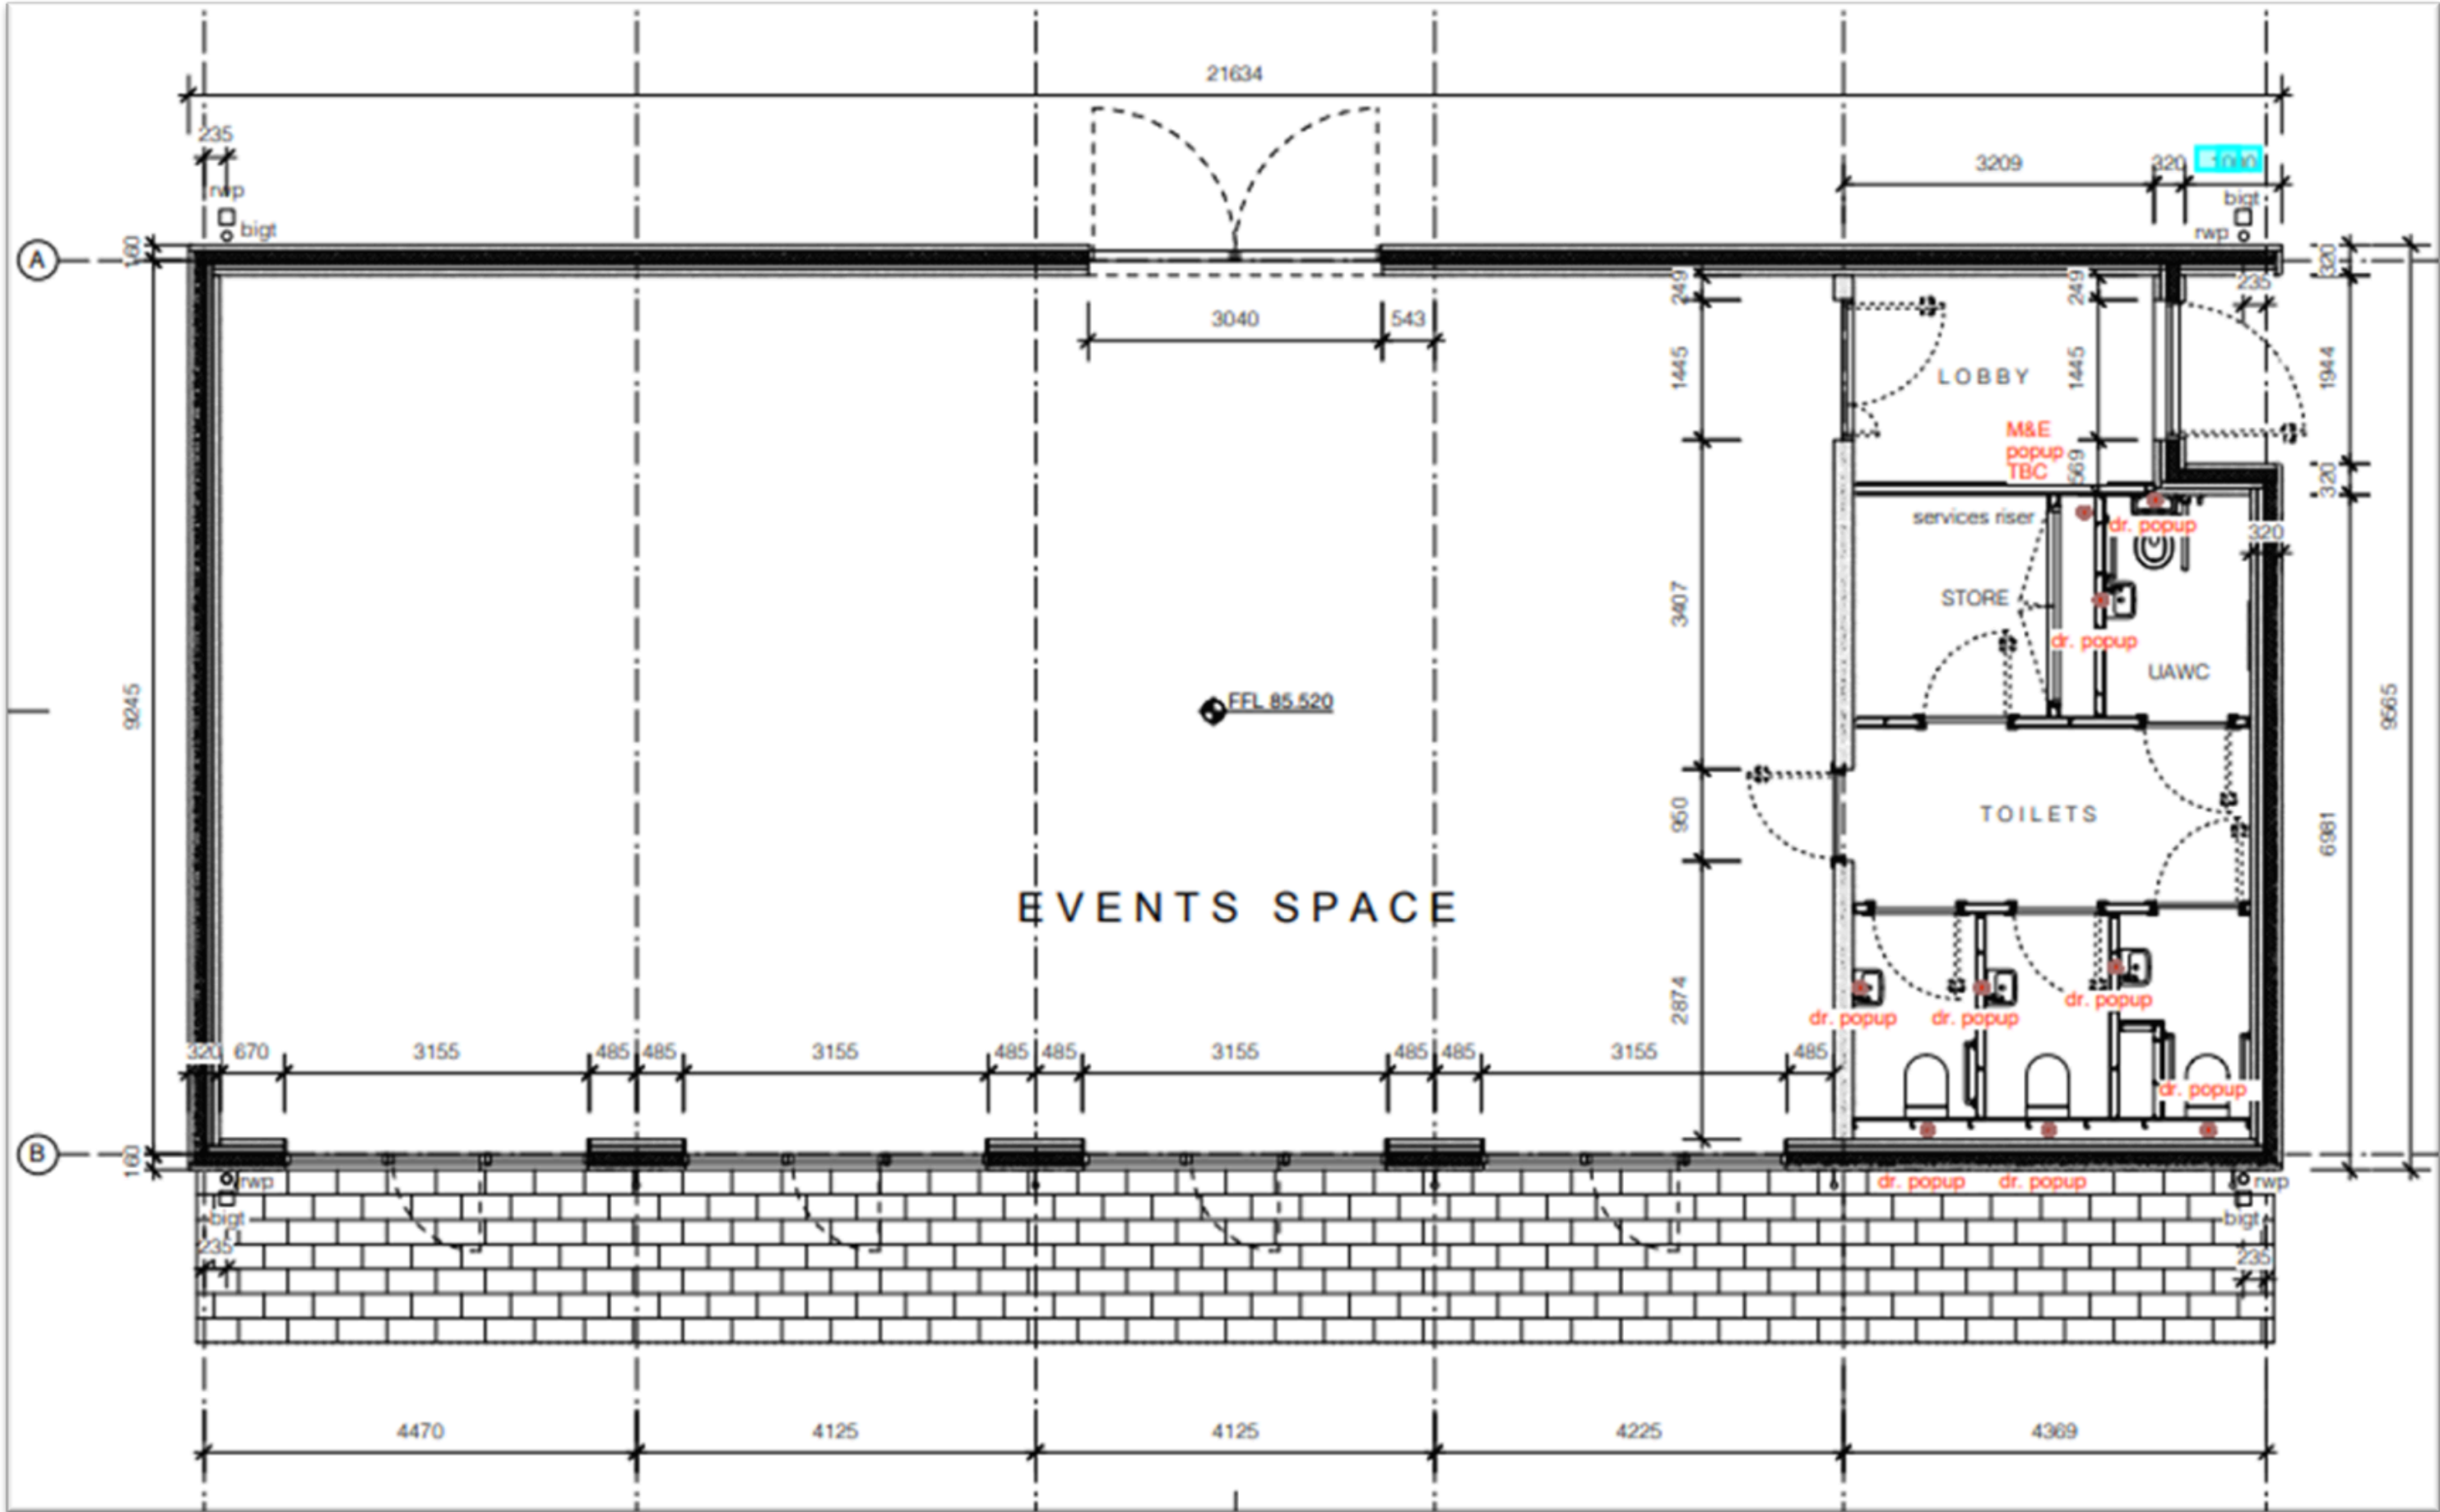 21634
235
rwp
bigt
3209
320
1000
bigt
rwp
A
160
320
235
249
249
3040
543
1445
1445
1944
LOBBY
M&E
popup
TBC
569
320
services riser
dr. popup
320
STORE
3407
dr. popup
UAWC
FFL 85.520
9245
9565
950
TOILETS
6981
EVENTS SPACE
2874
dr. popup
dr. popup
dr. popup
320
670
3155
485
485
3155
485
485
3155
485
485
3155
485
dr. popup
B
160
rwp
bigt
235
dr. popup
dr. popup
rwp
bigt
235
4470
4125
4125
4225
4369